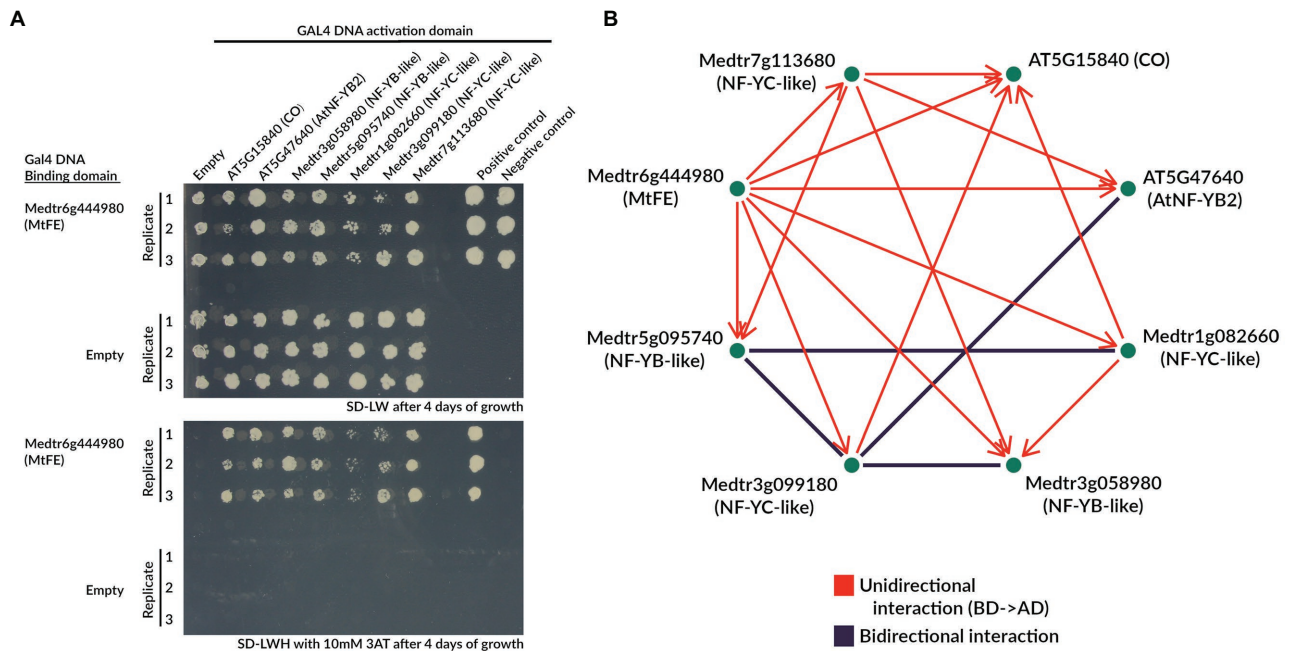 A
GAL4 DNA activation domain
Gal4 DNA
Binding domain
Empty
AT5G15840 (CO)
AT5G47640 (AtNF-YB2)
Medtr3g058980 (NF-YB-like)
Medtr5g095740 (NF-YB-like)
Medtr1g082660 (NF-YC-like)
Medtr3g099180 (NF-YC-like)
Medtr7g113680 (NF-YC-like)
Positive control
Negative control
Medtr6g444980
(MtFE)
Replicate
1
2
3
Empty
Replicate
1
2
3
SD-LW after 4 days of growth
Medtr6g444980
(MtFE)
Replicate
1
2
3
Empty
Replicate
1
2
3
SD-LWH with 10mM 3AT after 4 days of growth
B
Medtr7g113680
(NF-YC-like)
AT5G15840 (CO)
Medtr6g444980
(MtFE)
AT5G47640
(AtNF-YB2)
Medtr5g095740
(NF-YB-like)
Medtr1g082660
(NF-YC-like)
Medtr3g099180
(NF-YC-like)
Medtr3g058980
(NF-YB-like)
Unidirectional
interaction (BD->AD)
Bidirectional interaction